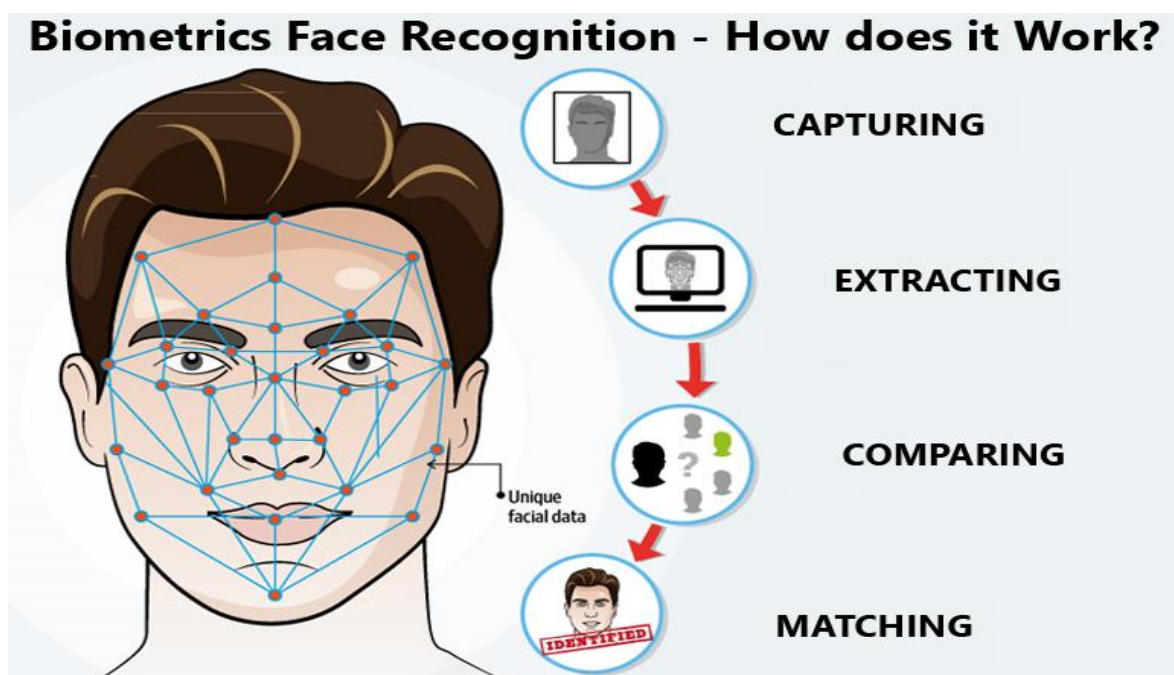 Biometrics Face Recognition - How does it Work?
CAPTURING
EXTRACTING
COMPARING
Unique
facial data
MATCHING
IDENTIFIED